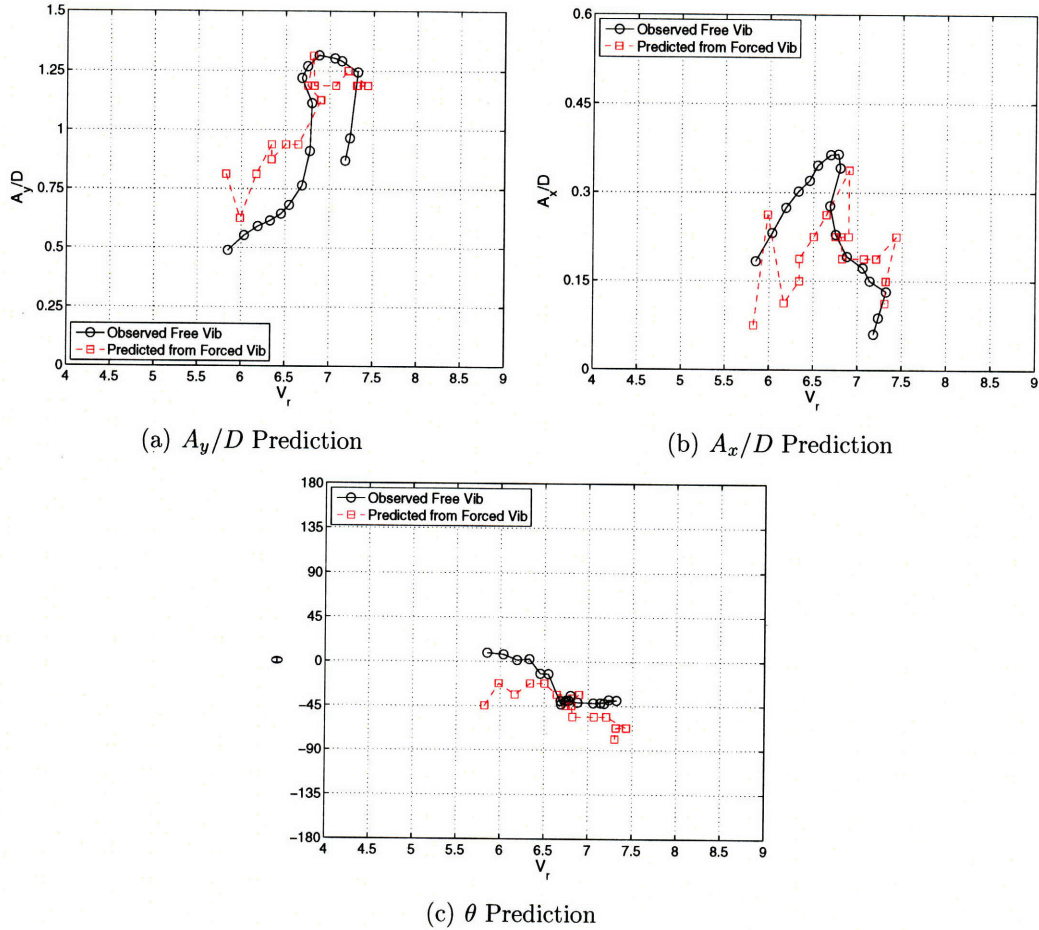 1.5
1.25
1
0.75
0.5
0.25
0
A_y/D
Observed Free Vib
Predicted from Forced Vib
4 4.5 5 5.5 6 6.5 7 7.5 8 8.5 9
V_r
(a) A_y/D Prediction
0.6
0.45
0.3
0.15
0
A_x/D
Observed Free Vib
Predicted from Forced Vib
4 4.5 5 5.5 6 6.5 7 7.5 8 8.5 9
V_r
(b) A_x/D Prediction
180
135
90
45
0
−45
−90
−135
−180
θ
Observed Free Vib
Predicted from Forced Vib
4 4.5 5 5.5 6 6.5 7 7.5 8 8.5 9
V_r
(c) θ Prediction